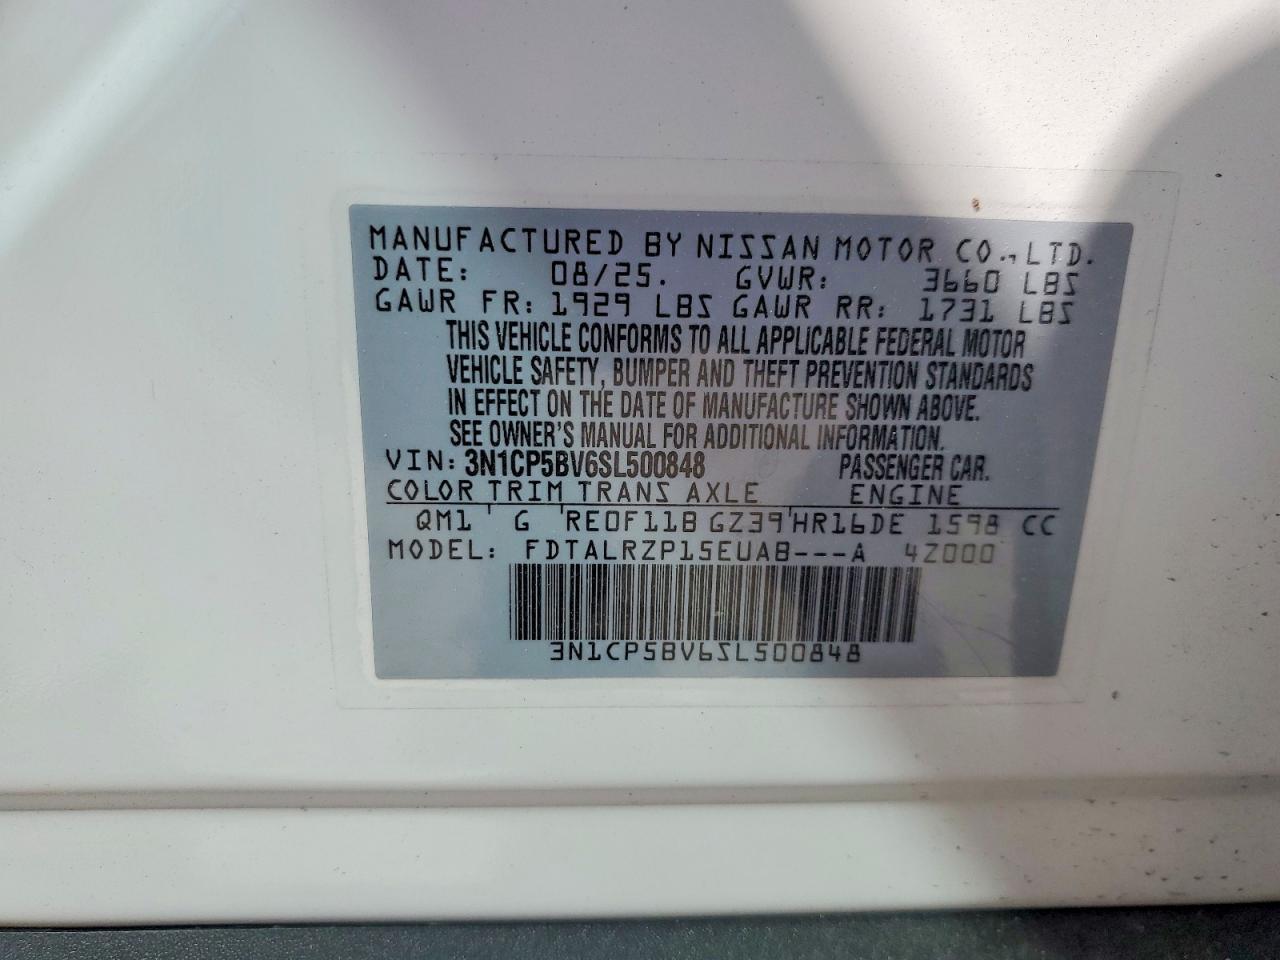 MANUFACTURED BY NISSAN MOTOR CO.,LTD.
DATE: 08/25. GVWR: 3660 LBS
GAWR FR: 1929 LBS GAWR RR: 1731 LBS
THIS VEHICLE CONFORMS TO ALL APPLICABLE FEDERAL MOTOR
VEHICLE SAFETY, BUMPER AND THEFT PREVENTION STANDARDS
IN EFFECT ON THE DATE OF MANUFACTURE SHOWN ABOVE.
SEE OWNER'S MANUAL FOR ADDITIONAL INFORMATION.
VIN: 3N1CP5BV6SL500848 PASSENGER CAR.
COLOR TRIM TRANS AXLE ENGINE
QM1 ' G 'RE0F11B GZ39'HR16DE 1598 CC
MODEL: FDTALRZP15EUAB---A 4Z000
3N1CP5BV6SL500848